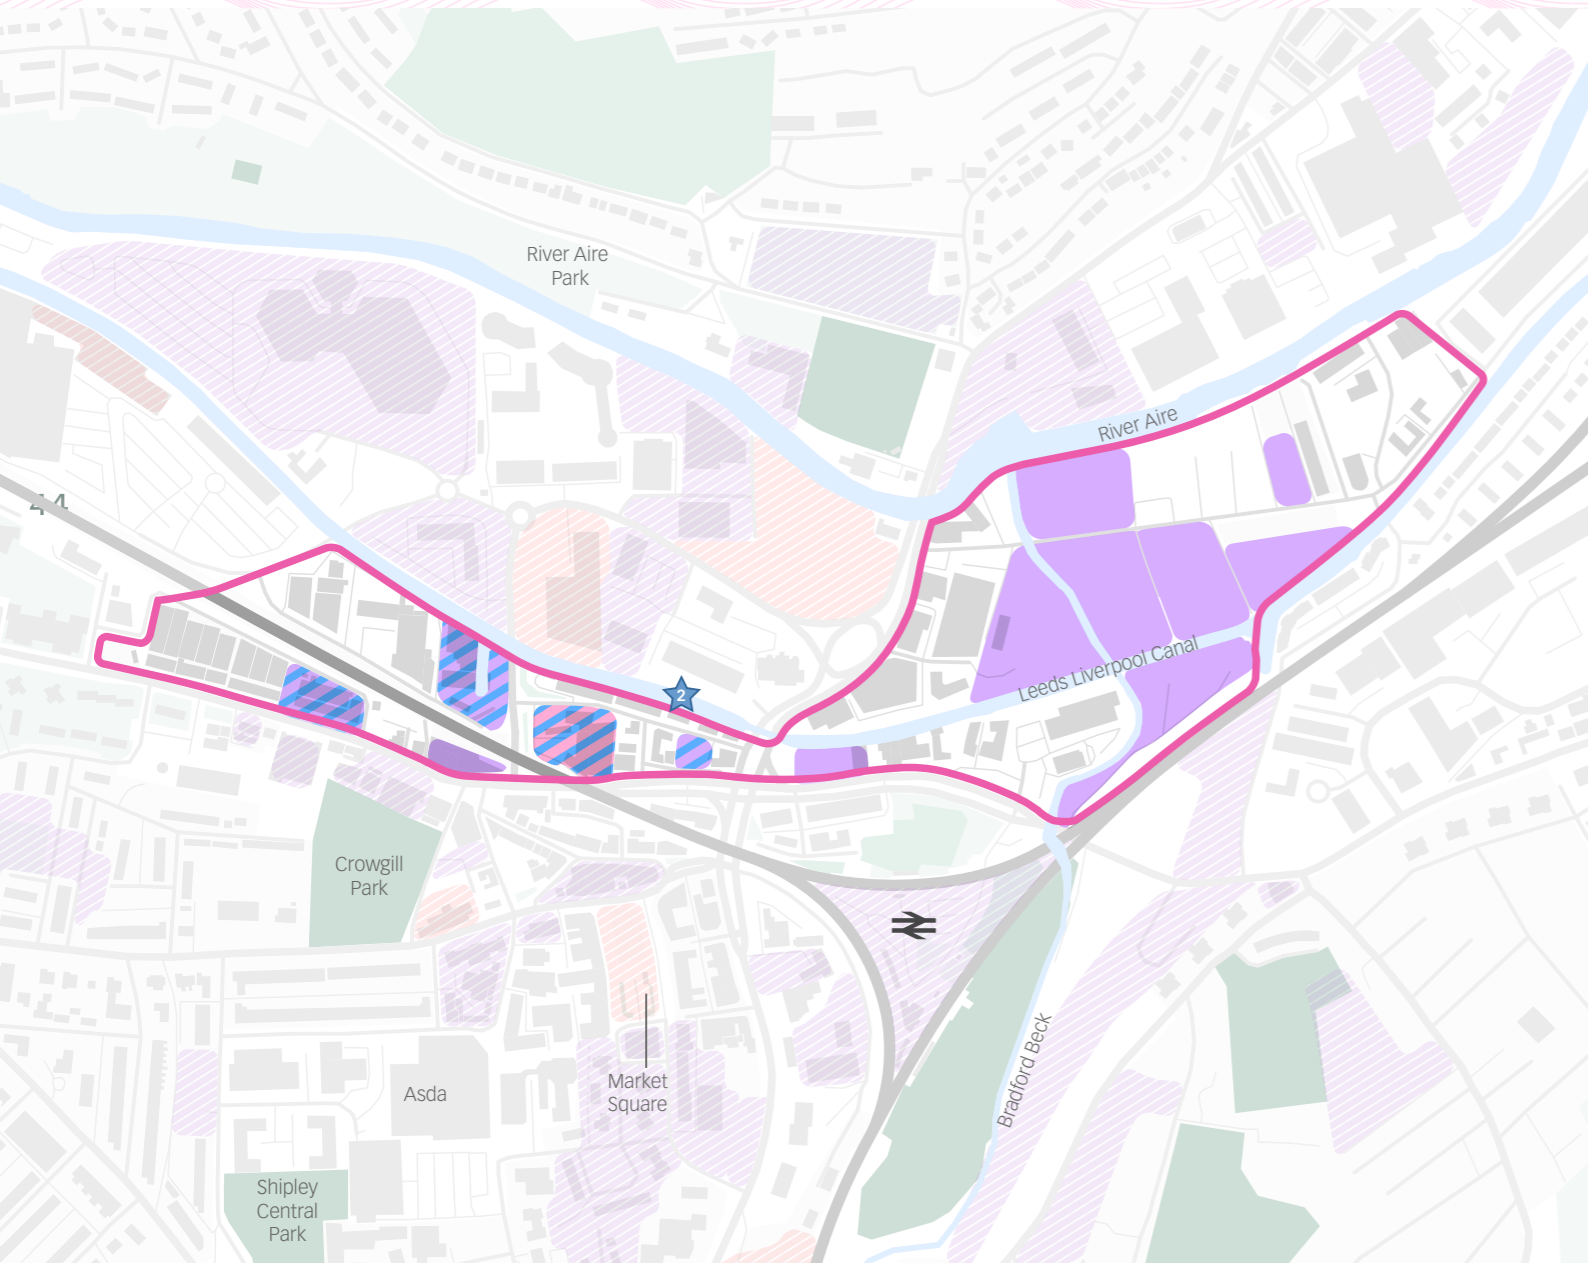 River Aire
Park
River Aire
44
2
Leeds Liverpool Canal
Crowgill
Park
Market
Square
Asda
Bradford Beck
Shipley
Central
Park